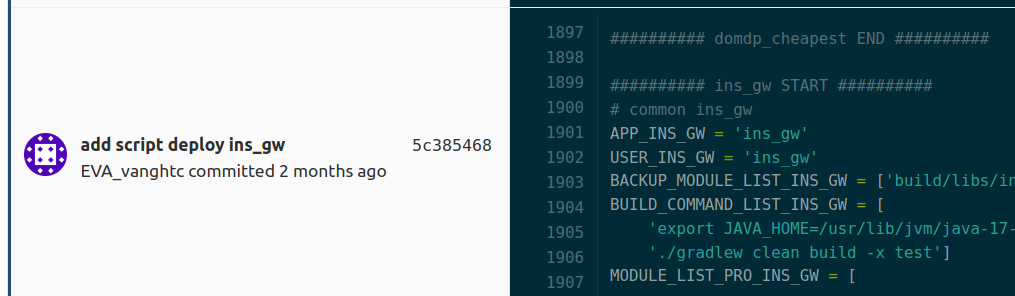 add script deploy ins_gw 5c385468
EVA_vanghtc committed 2 months ago
1897 ########## domdp_cheapest END ##########
1898
1899 ########## ins_gw START ##########
1900 # common ins_gw
1901 APP_INS_GW = 'ins_gw'
1902 USER_INS_GW = 'ins_gw'
1903 BACKUP_MODULE_LIST_INS_GW = ['build/libs/in
1904 BUILD_COMMAND_LIST_INS_GW = [
1905 'export JAVA_HOME=/usr/lib/jvm/java-17-
1906 './gradlew clean build -x test']
1907 MODULE_LIST_PRO_INS_GW = [